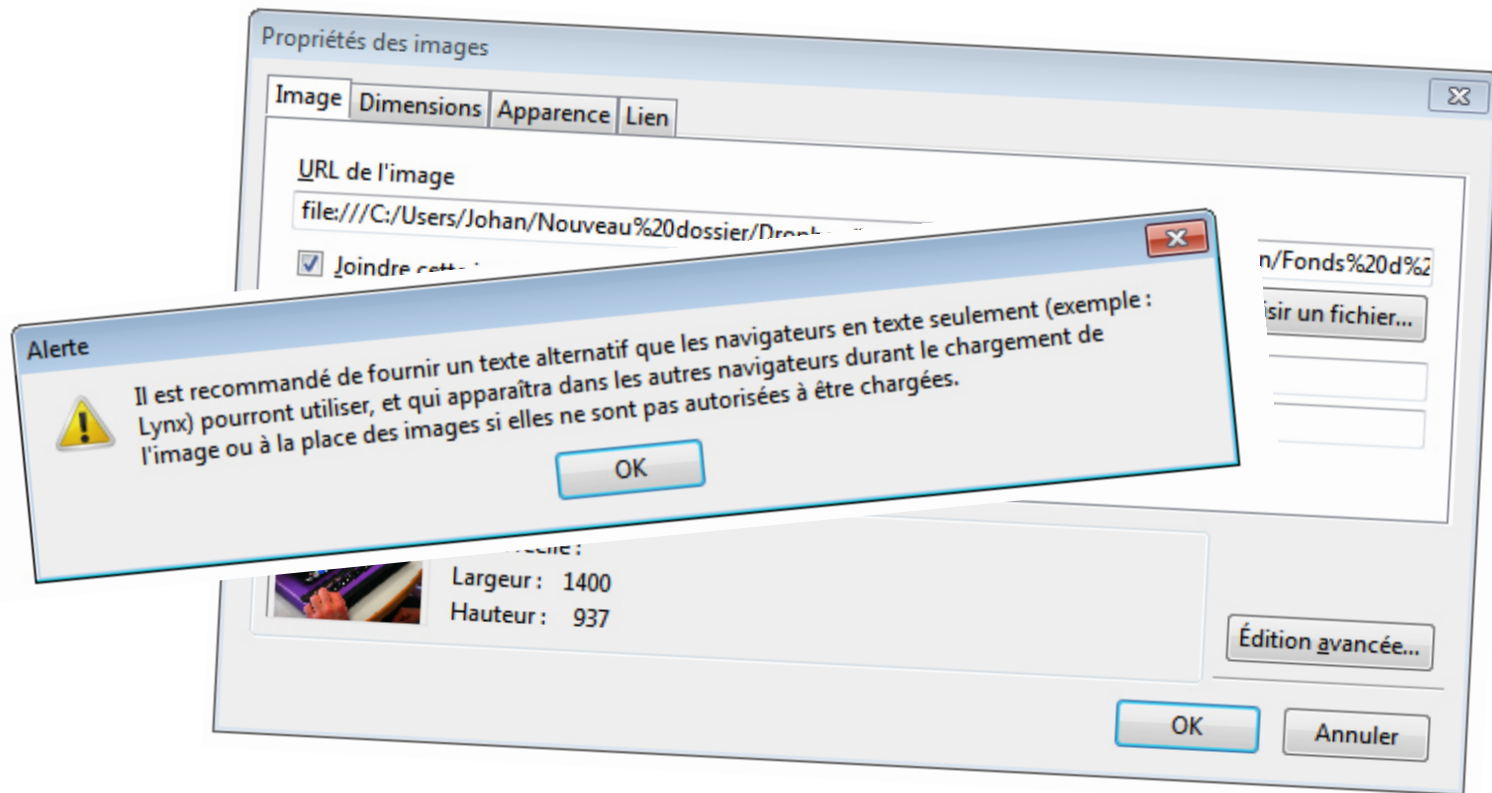 Propriétés des images
Image Dimensions Apparence Lien
URL de l'image
file:///C:/Users/Johan/Nouveau%20dossier/
n/Fonds%20d%2
Joindre
un fichier...
Alerte
Il est recommandé de fournir un texte alternatif que les navigateurs en texte seulement (exemple :
Lynx) pourront utiliser, et qui apparaîtra dans les autres navigateurs durant le chargement de
l'image ou à la place des images si elles ne sont pas autorisées à être chargées.
OK
Largeur : 1400
Hauteur : 937
Édition avancée...
OK Annuler